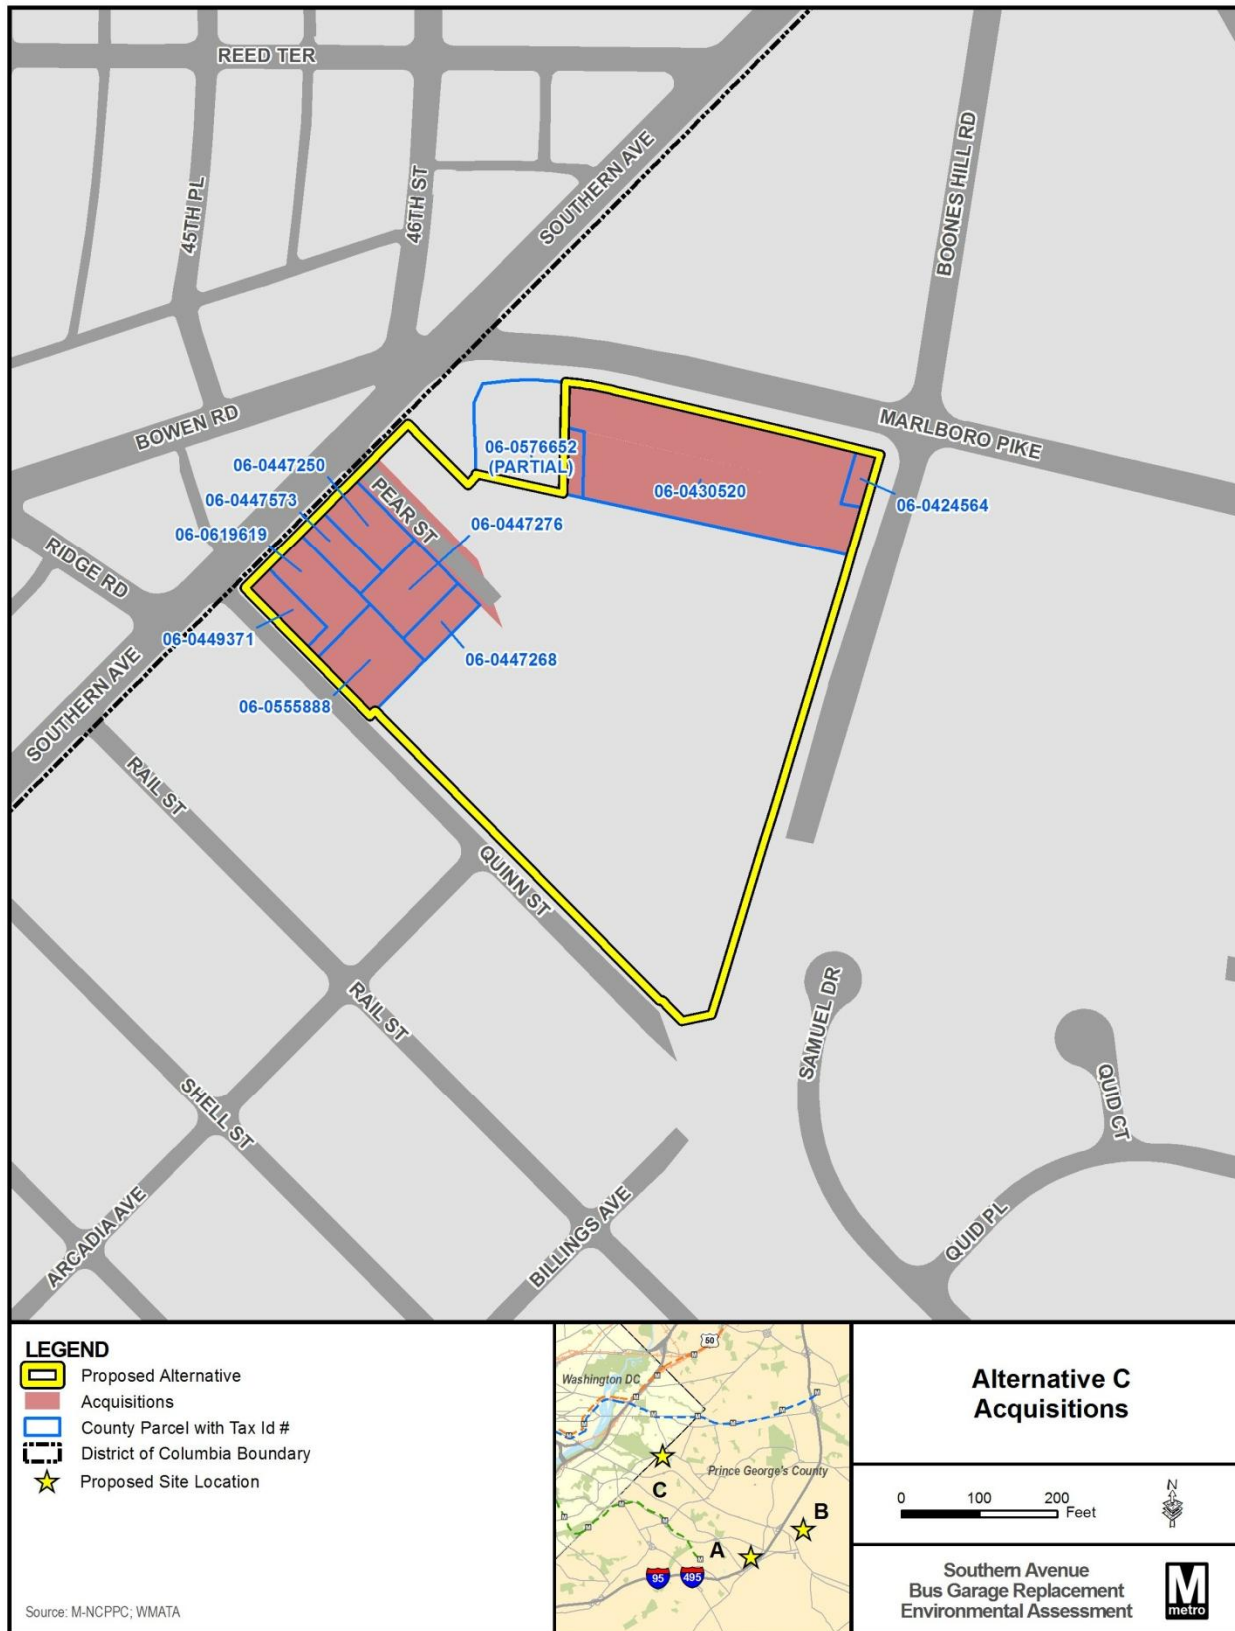 REED TER
45TH PL
46TH ST
SOUTHERN AVE
BOONES HILL RD
BOWEN RD
MARLBORO PIKE
06-0447250
06-0576652
(PARTIAL)
06-0447573
PEAR ST
06-0430520
06-0424564
06-0619619
06-0447276
RIDGE RD
06-0449371
06-0447268
SOUTHERN AVE
06-0555888
RAIL ST
QUINN ST
RAIL ST
SAMUEL DR
SHELL ST
QUID CT
ARCADIA AVE
BILLINGS AVE
QUID PL
LEGEND
Proposed Alternative
Acquisitions
County Parcel with Tax Id #
District of Columbia Boundary
Proposed Site Location
Source: M-NCPPC; WMATA
50
Washington DC
Prince George's County
C
B
A
95
495
Alternative C
Acquisitions
0 100 200
Feet
N
Southern Avenue
Bus Garage Replacement
Environmental Assessment
M
metro